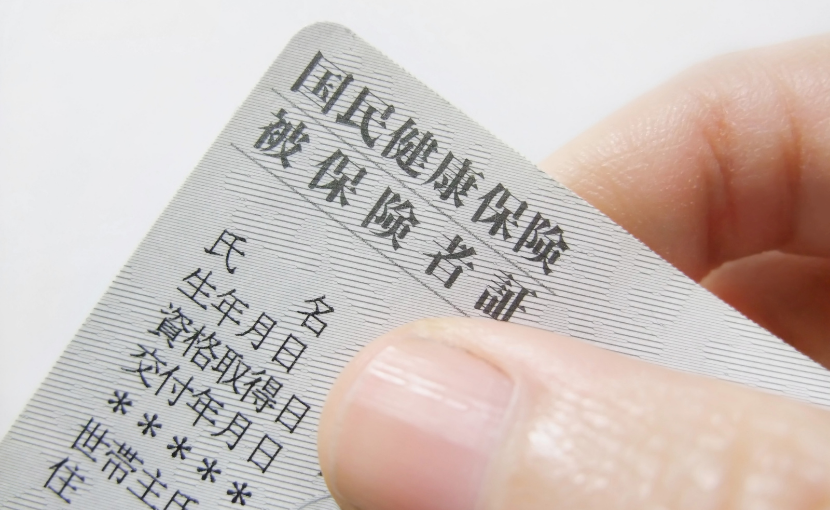 国民健康保険
被保険者証
氏 名
生年月日
資格取得日
交付年月日
*****
世帯主氏
住